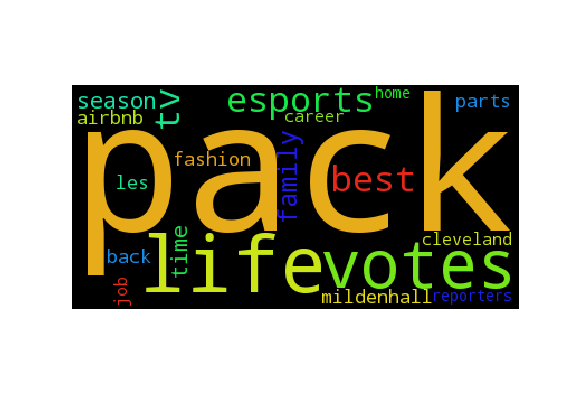 season
tv
esports
home
parts
airbnb
career
pack
fashion
family
best
les
life
votes
time
cleveland
back
job
mildenhall
reporters